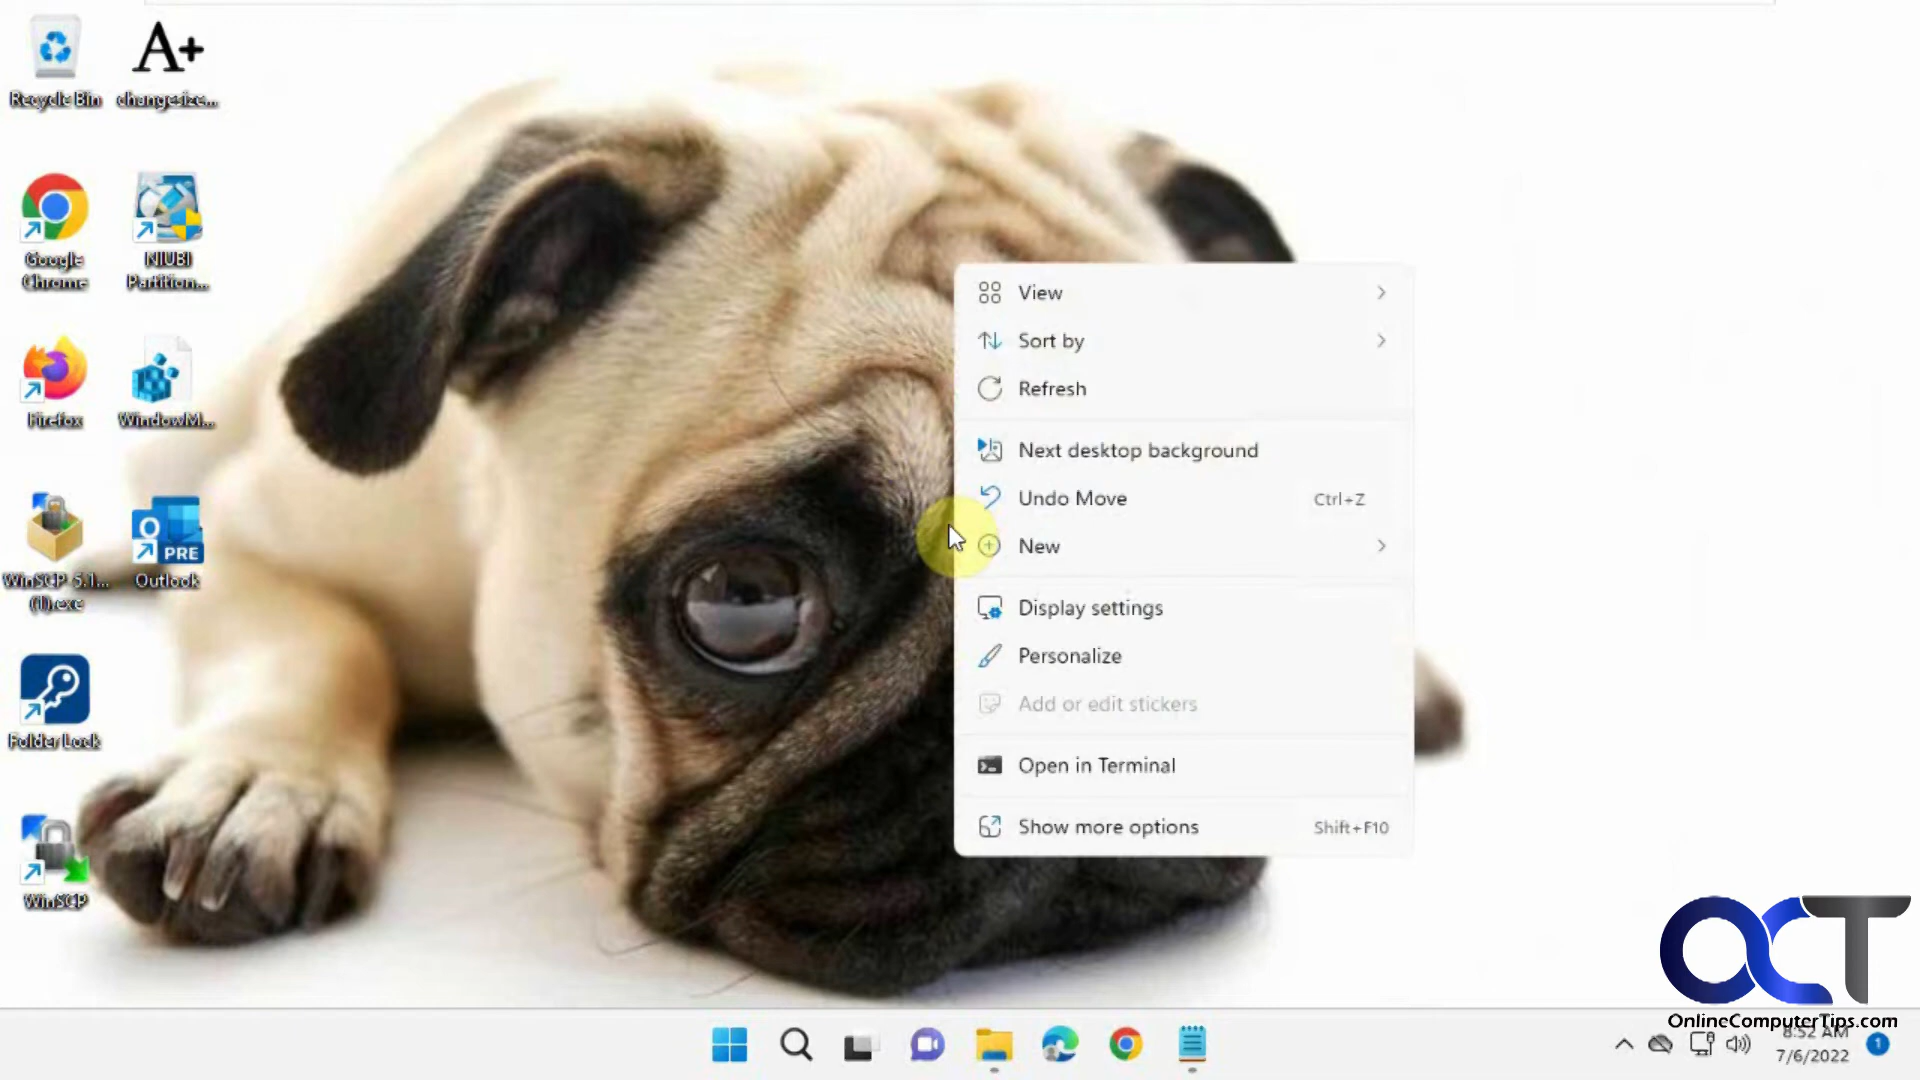 Recycle Bin
changesize...
Google
Chrome
NIUBI
Partition...
Firefox
WindowM...
WinSCP-5.1...
(1).exe
PRE
Outlook
Folder Lock
WinSCP
View
Sort by
Refresh
Next desktop background
Undo Move Ctrl+Z
New
Display settings
Personalize
Add or edit stickers
Open in Terminal
Show more options Shift+F10
A+
OCT
OnlineComputerTips.com
8:52 AM
7/6/2022
1